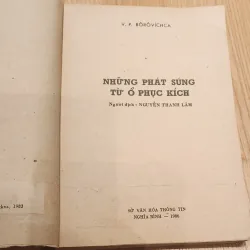 V. P. BÔRÔVICHCA
NHỮNG PHÁT SÚNG
TỪ Ổ PHỤC KÍCH
Người dịch : NGUYỄN THANH LÂM
SỞ VĂN HÓA THÔNG TIN
NGHĨA BÌNH — 1986